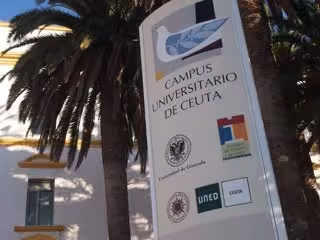 CAMPUS
UNIVERSITARIO
DE CEUTA
Universidad de Granada
UNED
CEUTA